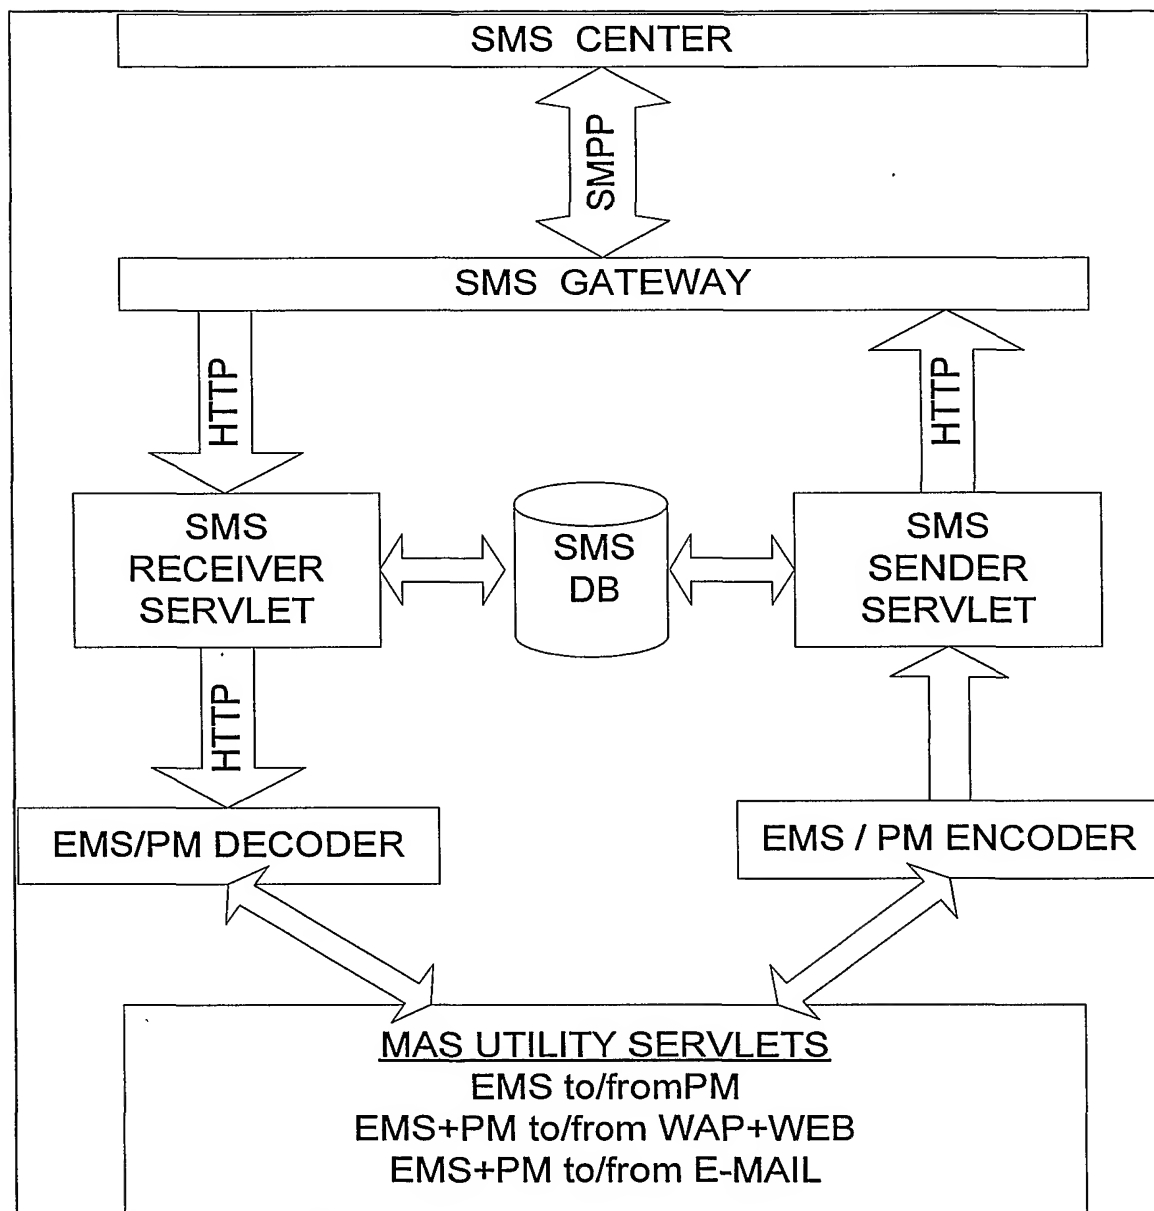 SMS CENTER
SMPP
SMS GATEWAY
HTTP
HTTP
SMS
RECEIVER
SERVLET
SMS
DB
SMS
SENDER
SERVLET
HTTP
EMS/PM DECODER
EMS / PM ENCODER
MAS UTILITY SERVLETS
EMS to/fromPM
EMS+PM to/from WAP+WEB
EMS+PM to/from E-MAIL